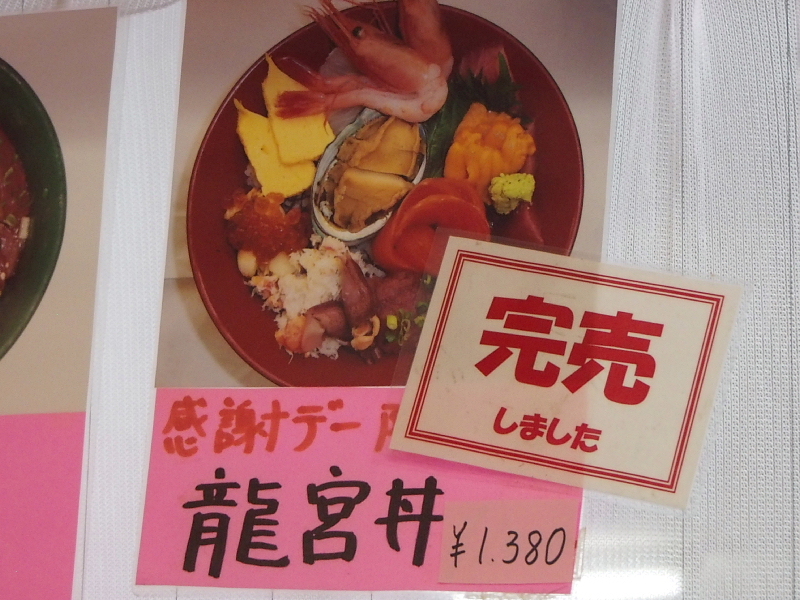 完売
しました
感謝デー
龍宮丼
¥1.380